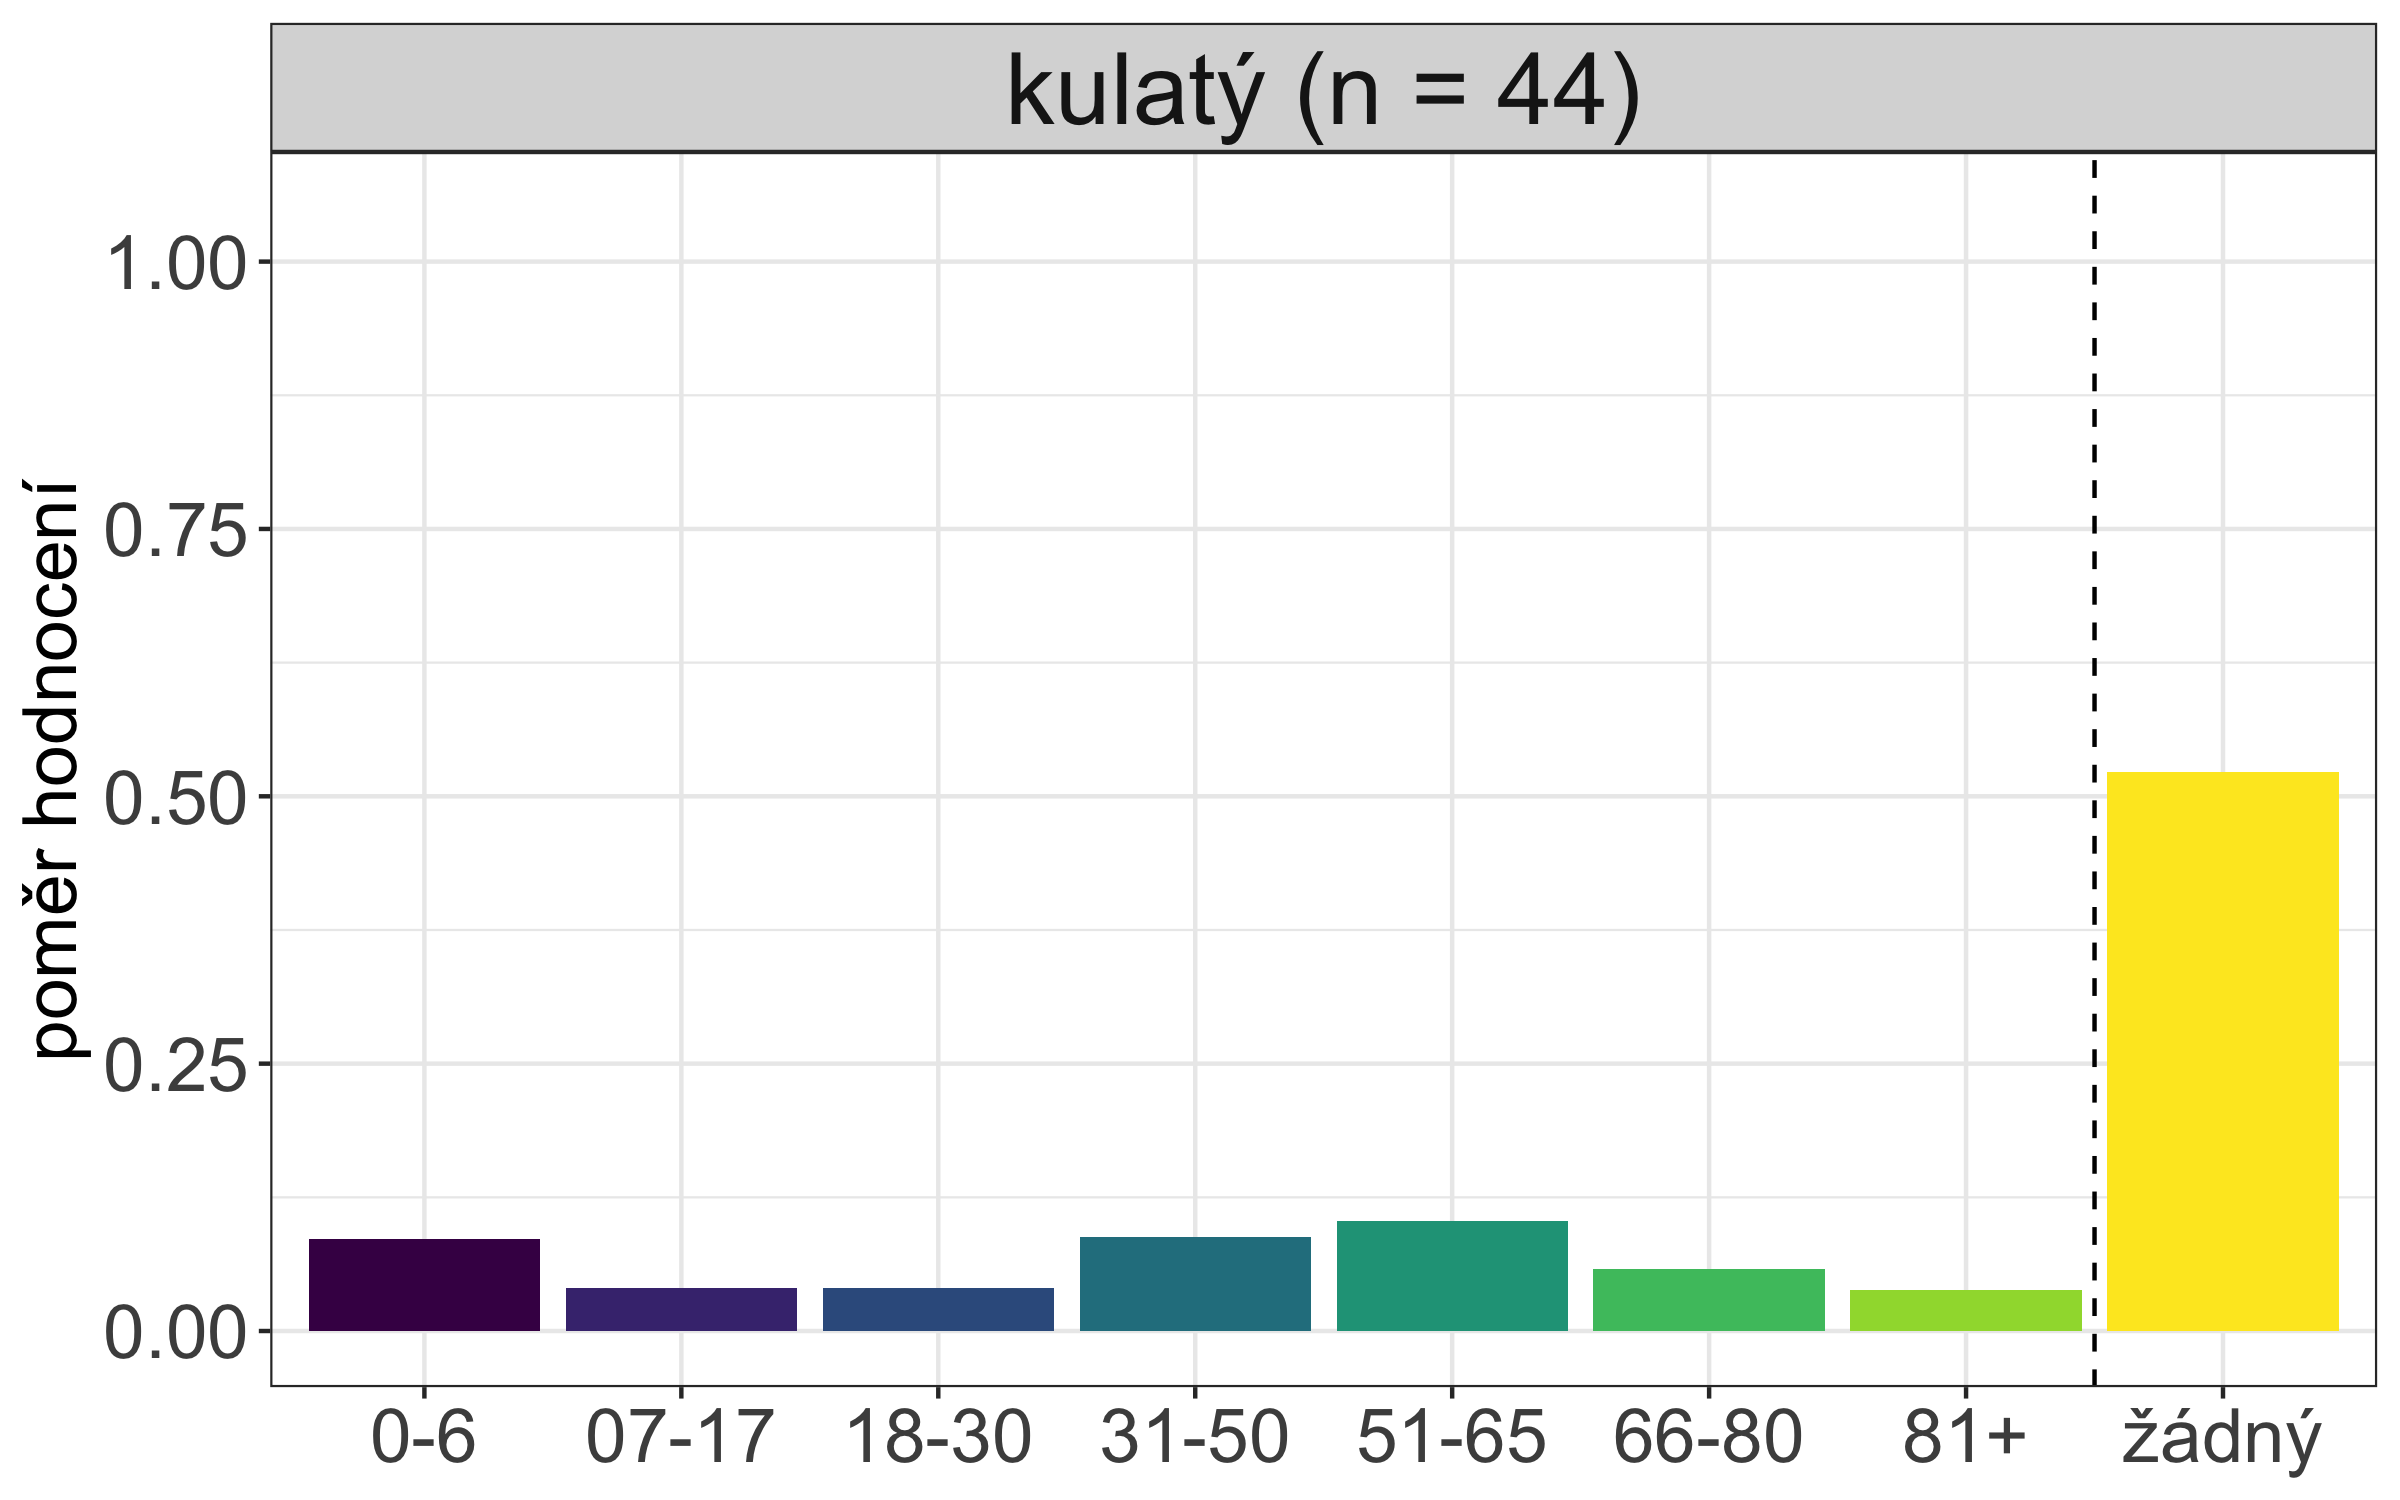 kulatý (n = 44)
poměr hodnocení
1.00
0.75
0.50
0.25
0.00
0-6 07-17 18-30 31-50 51-65 66-80 81+ žádný